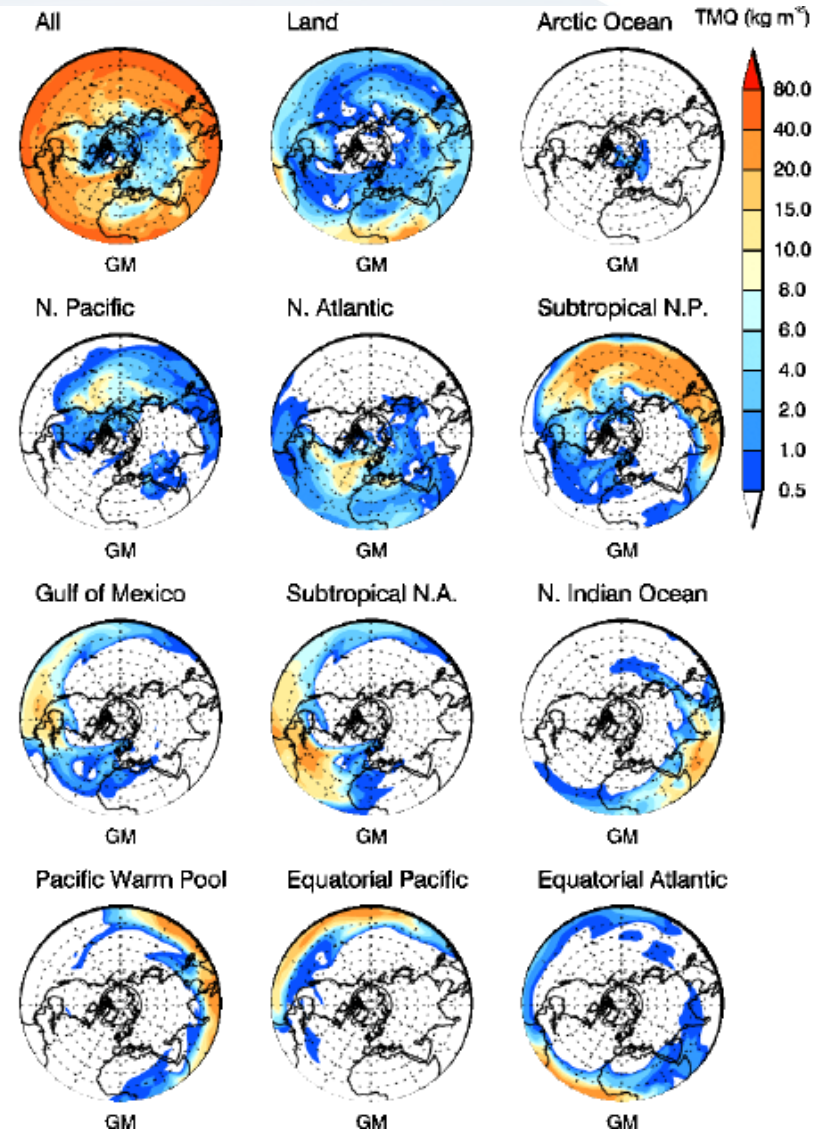 All Land Arctic Ocean TMQ (kg m⁻²)
GM GM GM
80.0
40.0
20.0
15.0
10.0
8.0
6.0
4.0
2.0
1.0
0.5
N. Pacific N. Atlantic Subtropical N.P.
GM GM GM
Gulf of Mexico Subtropical N.A. N. Indian Ocean
GM GM GM
Pacific Warm Pool Equatorial Pacific Equatorial Atlantic
GM GM GM